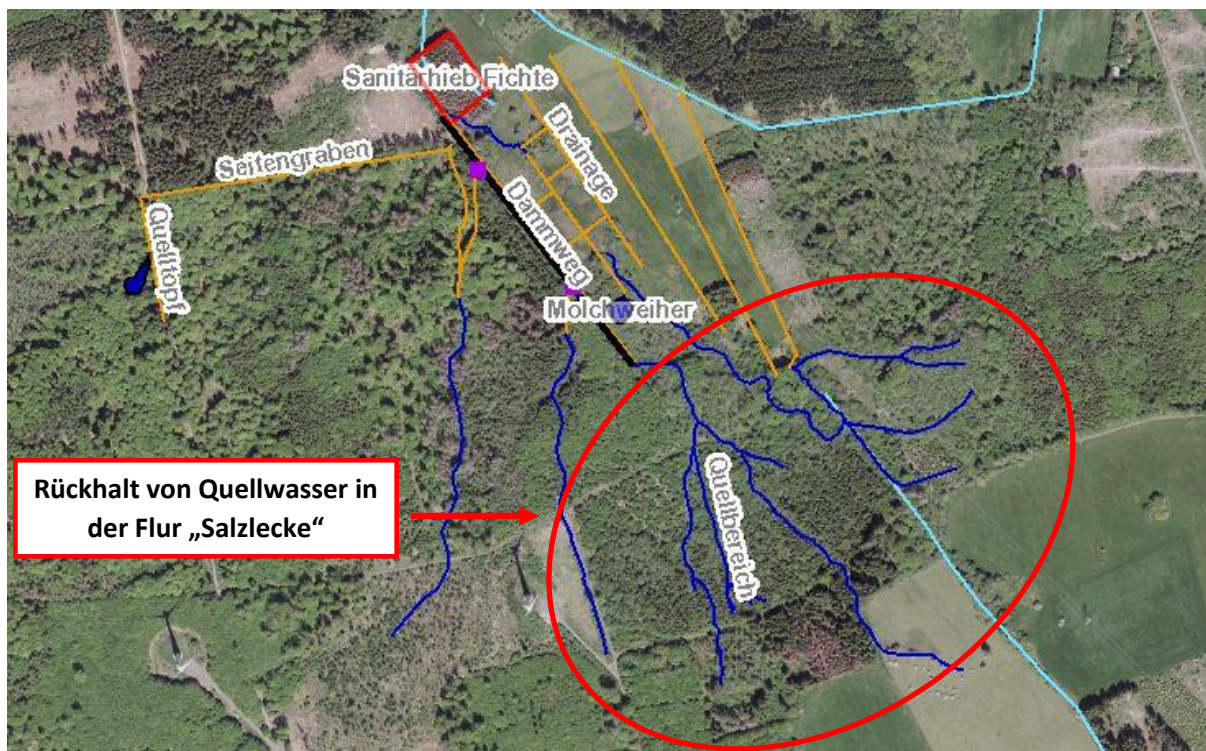 Sanitärhieb Fichte
Seitengraben
Drainage
Quelltopf
Dammweg
Molchweiher
Rückhalt von Quellwasser in
der Flur „Salzlecke“
Quellbereich